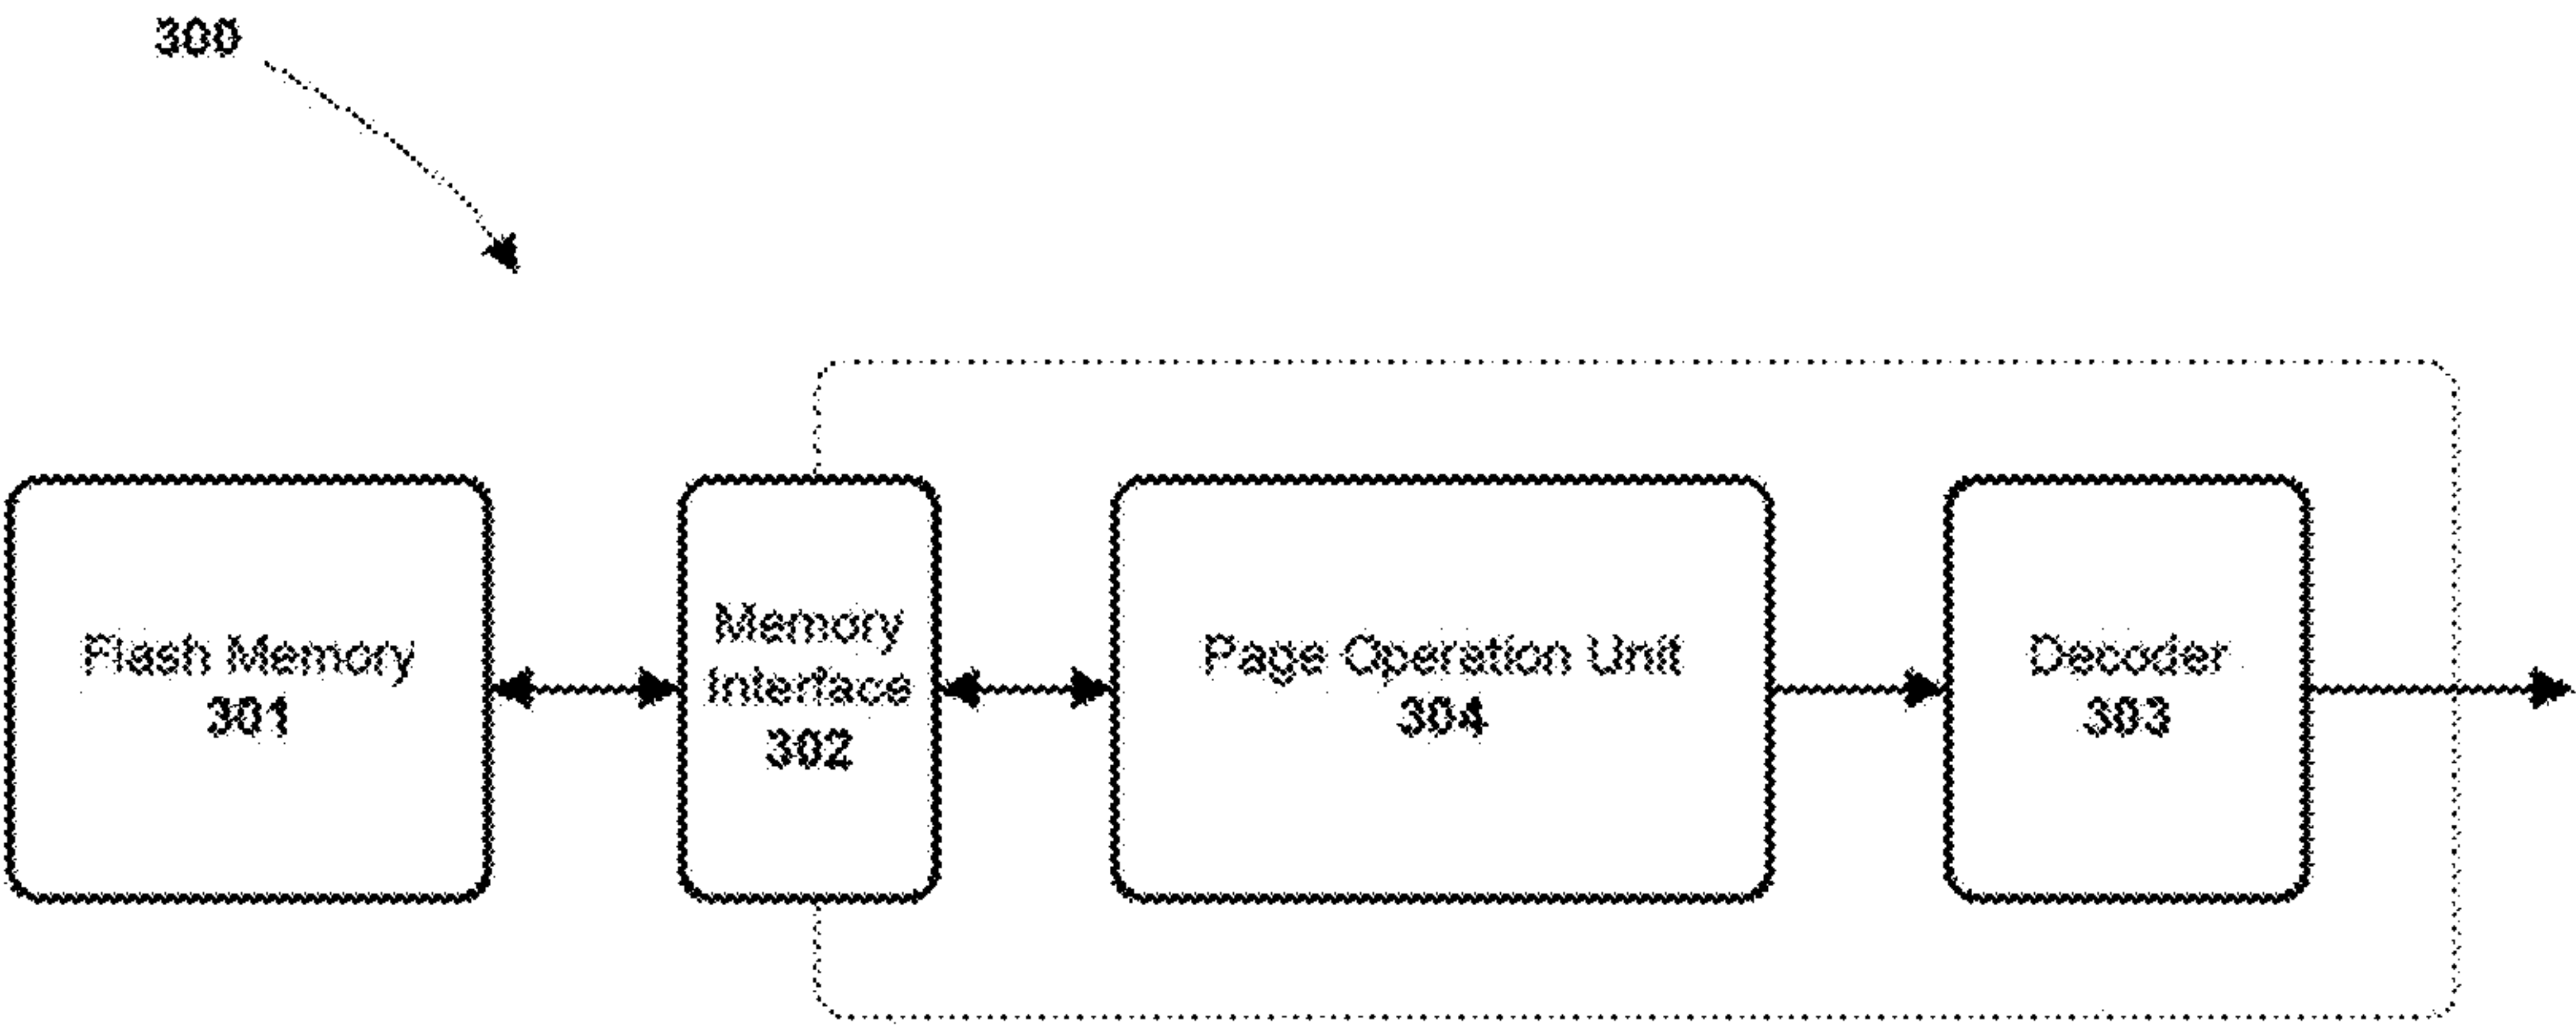 300
Flash Memory
301
Memory
Interface
302
Page Operation Unit
304
Decoder
303